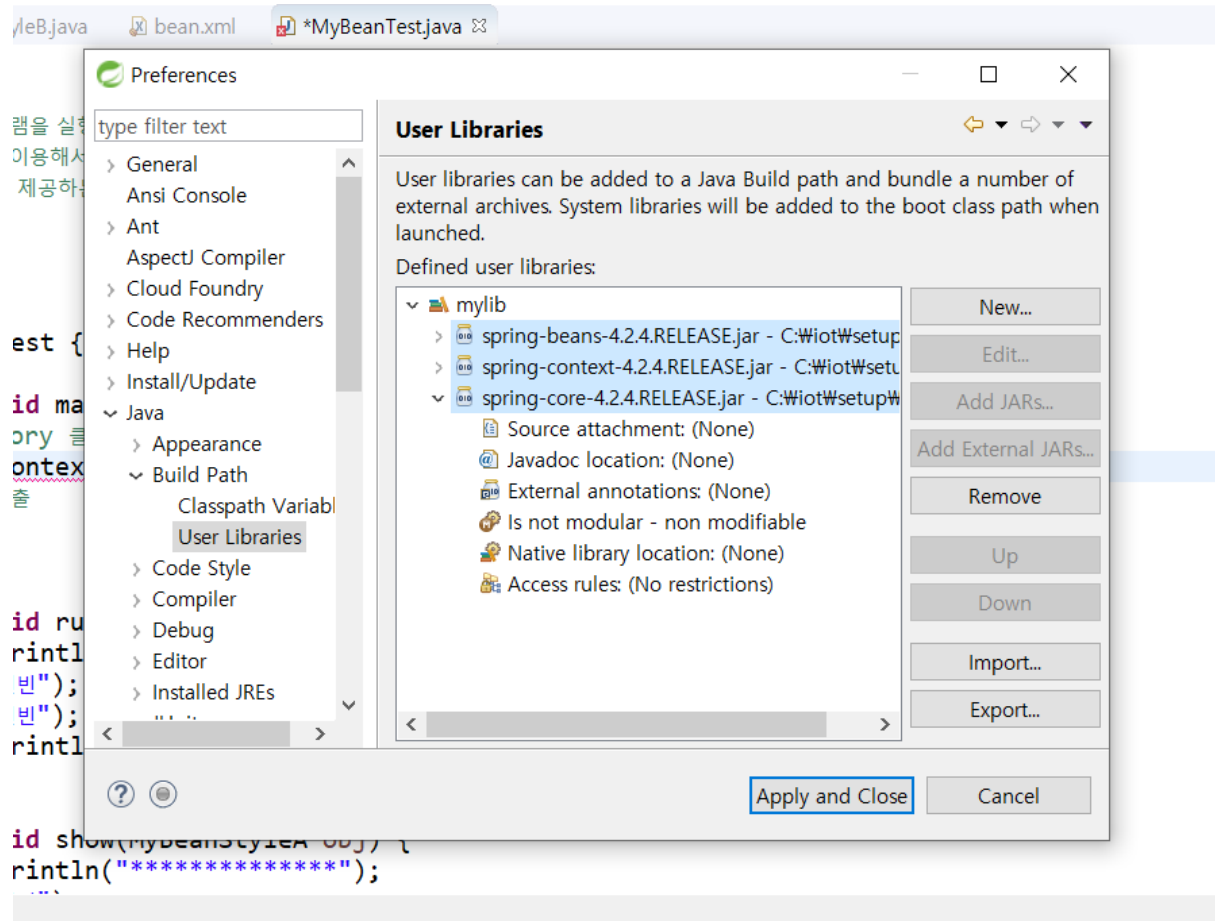 yleB.java bean.xml *MyBeanTest.java
Preferences
type filter text
User Libraries
General
Ansi Console
Ant
AspectJ Compiler
Cloud Foundry
Code Recommenders
Help
Install/Update
Java
Appearance
Build Path
Classpath Variabl
User Libraries
Code Style
Compiler
Debug
Editor
Installed JREs
User libraries can be added to a Java Build path and bundle a number of
external archives. System libraries will be added to the boot class path when
launched.
Defined user libraries:
mylib
spring-beans-4.2.4.RELEASE.jar - C:₩iot₩setup
spring-context-4.2.4.RELEASE.jar - C:₩iot₩setu
spring-core-4.2.4.RELEASE.jar - C:₩iot₩setup₩
Source attachment: (None)
Javadoc location: (None)
External annotations: (None)
Is not modular - non modifiable
Native library location: (None)
Access rules: (No restrictions)
New...
Edit...
Add JARs...
Add External JARs...
Remove
Up
Down
Import...
Export...
Apply and Close
Cancel
램을 실행
이용해서
제공하는
est {
id ma
ory 클
ontex
출
id ru
rintl
빈");
빈");
rintl
id show(MyBeanStyleA obj) {
rintln("**************");